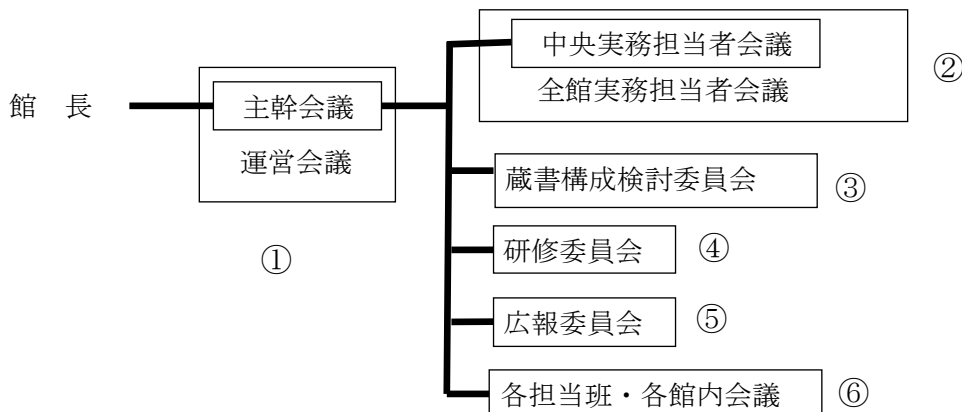 館　長
主幹会議
運営会議
①
中央実務担当者会議
全館実務担当者会議
②
蔵書構成検討委員会
③
研修委員会
④
広報委員会
⑤
各担当班・各館内会議
⑥